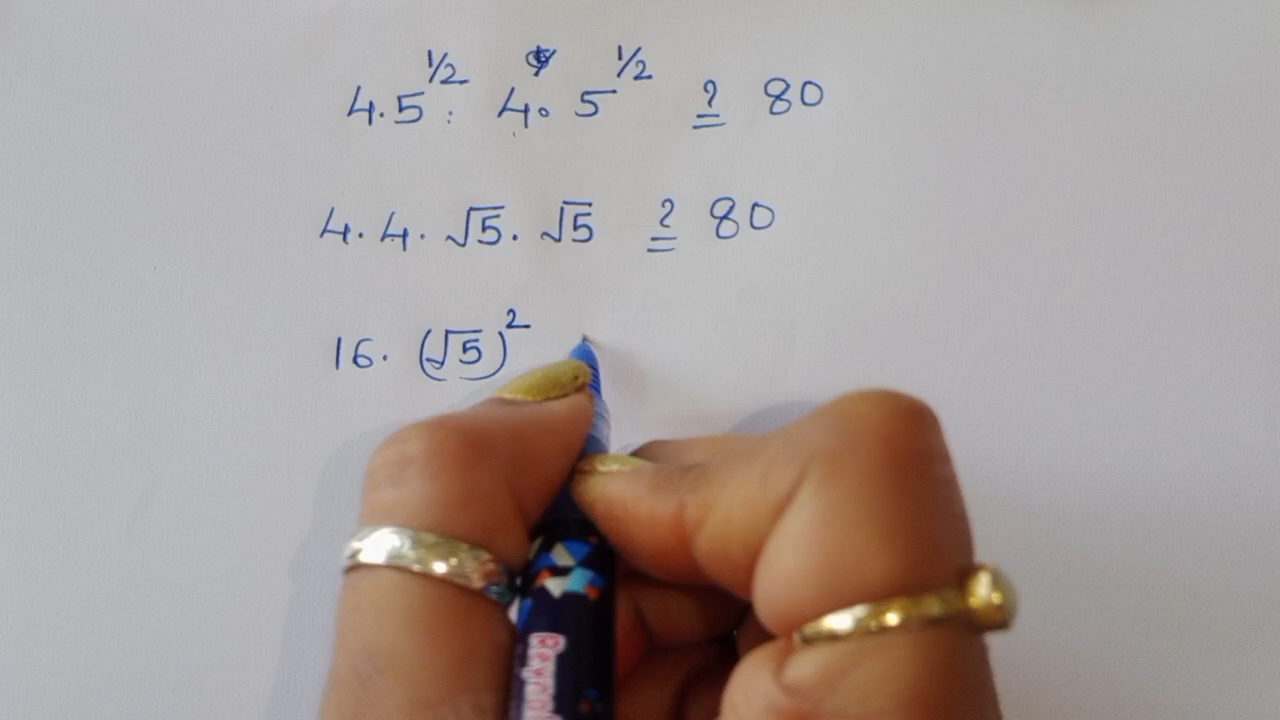 4.5^1/2 . 4. 5^1/2 ≟ 80
4. 4. √5. √5 ≟ 80
16. (√5)^2